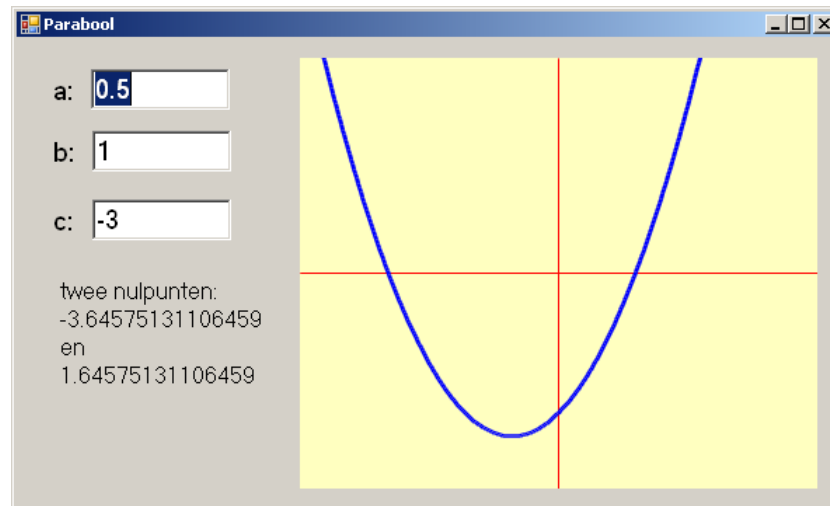 Parabool
a: 0.5
b: 1
c: -3
twee nulpunten:
-3.64575131106459
en
1.64575131106459